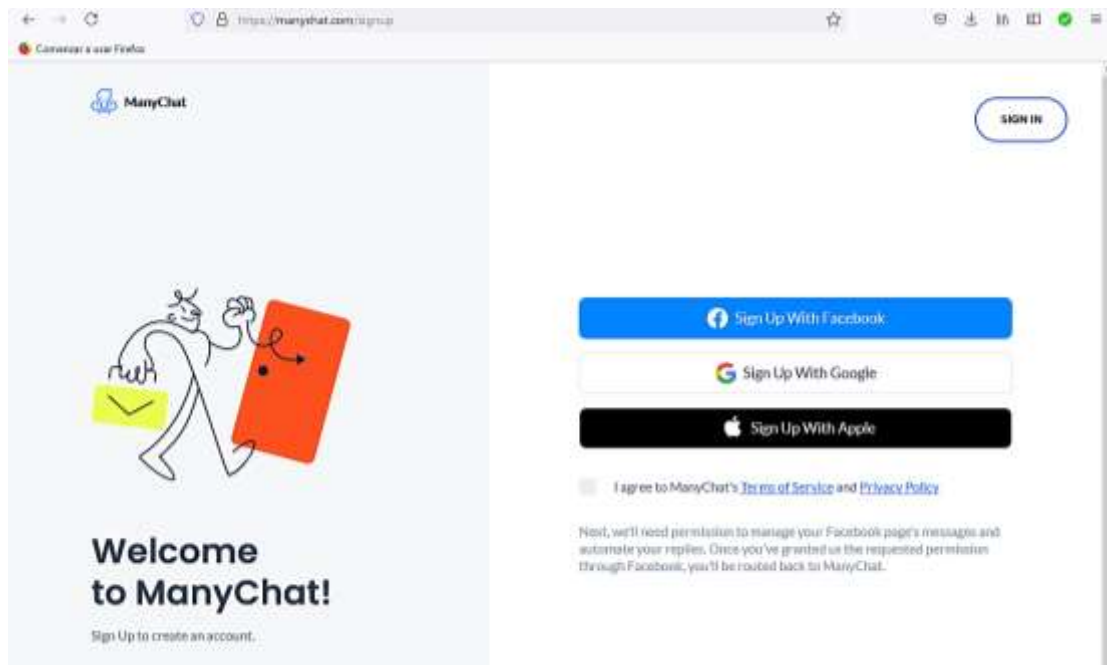 https://manychat.com/signup
Comenzar a usar Firefox
ManyChat
SIGN IN
Sign Up With Facebook
Sign Up With Google
Sign Up With Apple
I agree to ManyChat's Terms of Service and Privacy Policy
Next, we'll need permission to manage your Facebook page's messages and
automate your replies. Once you've granted us the requested permission
through Facebook, you'll be routed back to ManyChat.
Welcome
to ManyChat!
Sign Up to create an account.